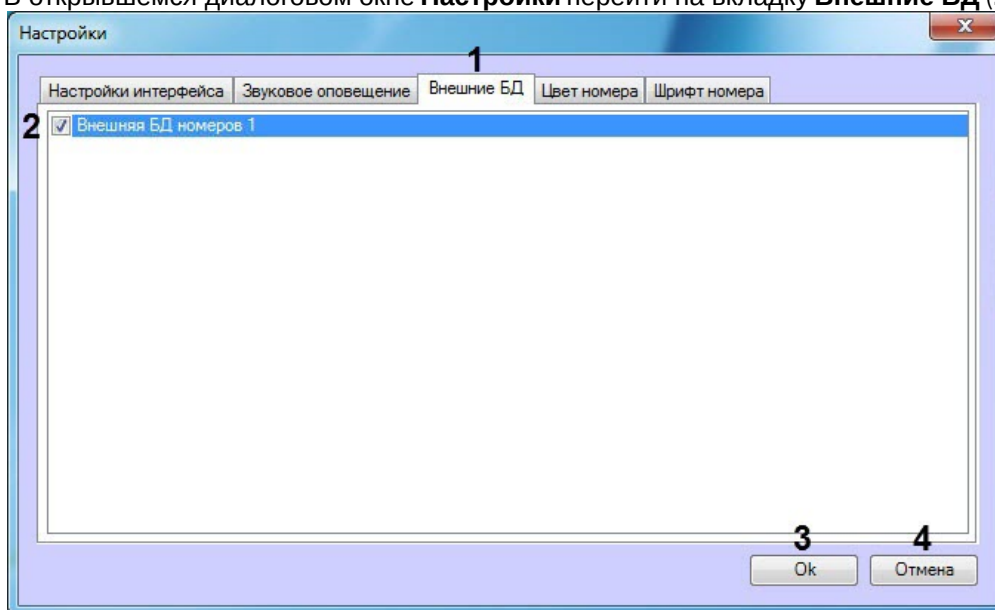 В открывшемся диалоговом окне Настройки перейти на вкладку Внешние БД (
Настройки
1
Настройки интерфейса Звуковое оповещение Внешние БД Цвет номера Шрифт номера
2 Внешняя БД номеров 1
3 4
Ok Отмена